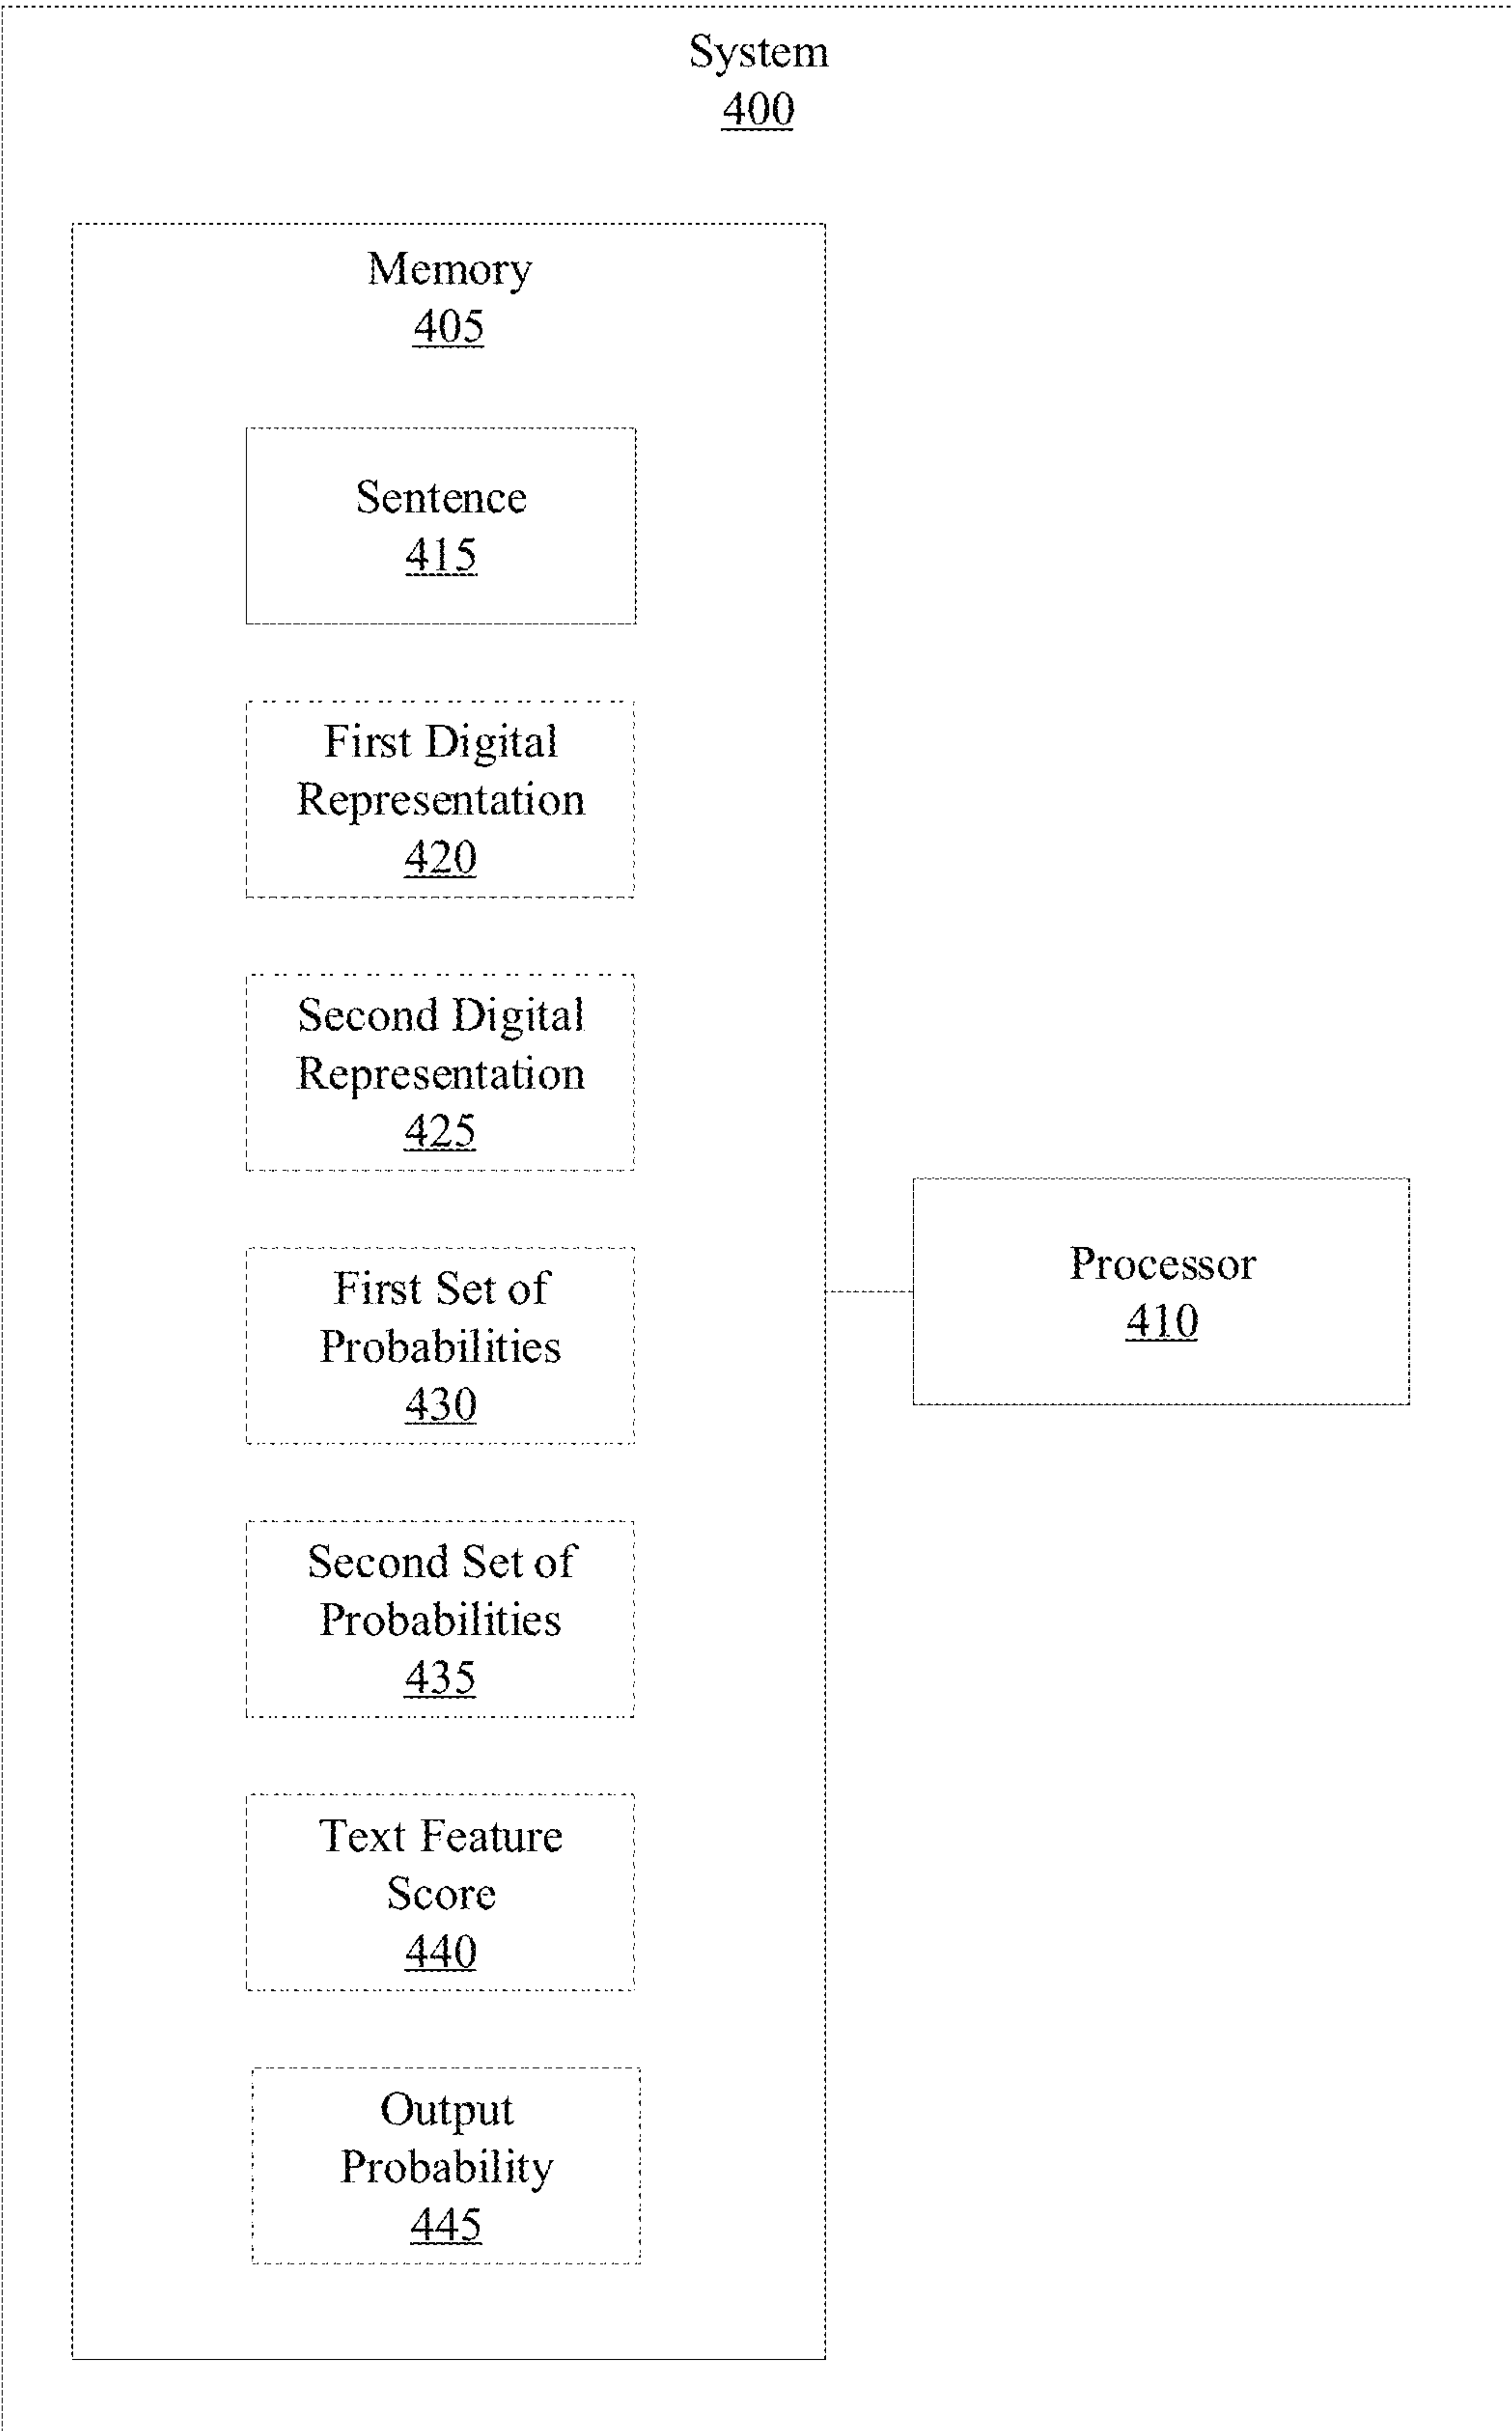 System
400
Memory
405
Sentence
415
First Digital
Representation
420
Second Digital
Representation
425
First Set of
Probabilities
430
Second Set of
Probabilities
435
Text Feature
Score
440
Output
Probability
445
Processor
410